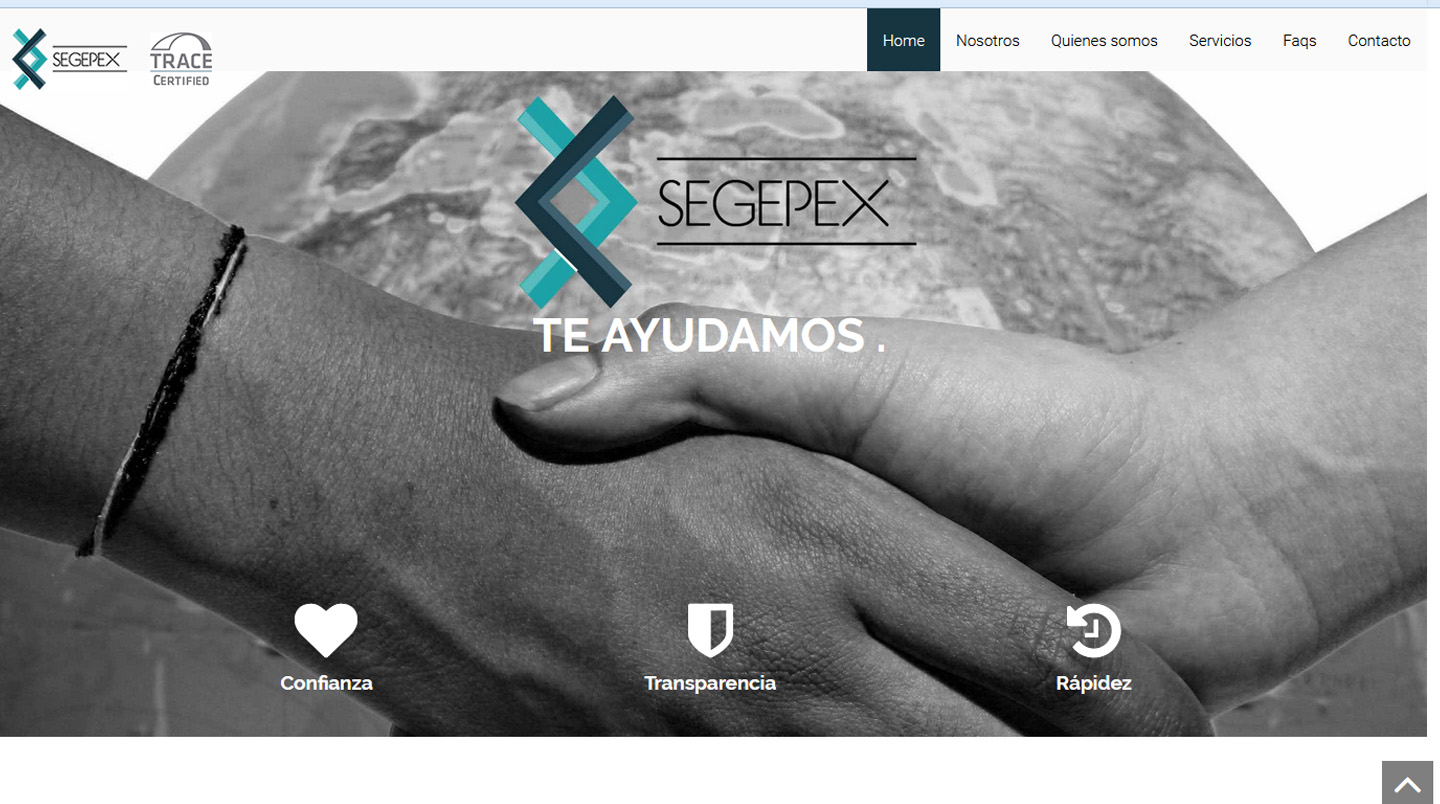 SEGEPEX
TRACE
CERTIFIED
Home Nosotros Quienes somos Servicios Faqs Contacto
SEGEPEX
TE AYUDAMOS .
Confianza Transparencia Rápidez